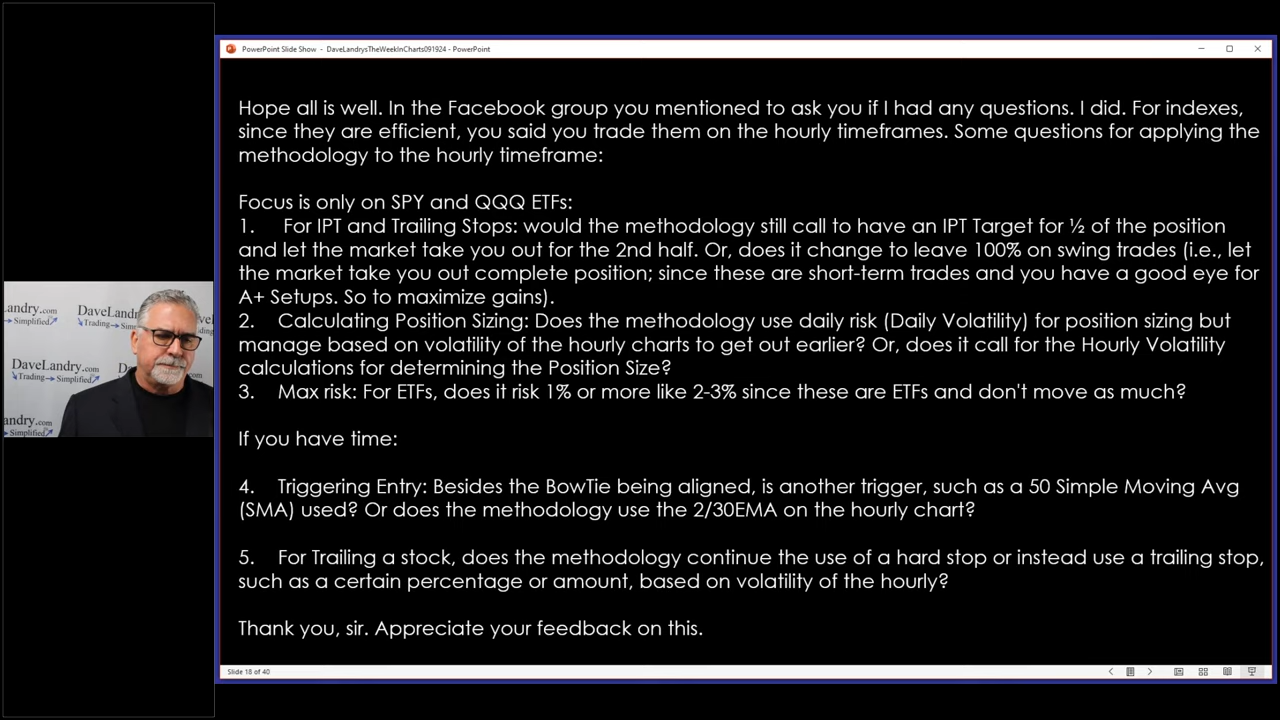 PowerPoint Slide Show - DaveLandrysTheWeekInCharts091924 - PowerPoint
Hope all is well. In the Facebook group you mentioned to ask you if I had any questions. I did. For indexes,
since they are efficient, you said you trade them on the hourly timeframes. Some questions for applying the
methodology to the hourly timeframe:
Focus is only on SPY and QQQ ETFs:
1. For IPT and Trailing Stops: would the methodology still call to have an IPT Target for ½ of the position
and let the market take you out for the 2nd half. Or, does it change to leave 100% on swing trades (i.e., let
the market take you out complete position; since these are short-term trades and you have a good eye for
A+ Setups. So to maximize gains).
2. Calculating Position Sizing: Does the methodology use daily risk (Daily Volatility) for position sizing but
manage based on volatility of the hourly charts to get out earlier? Or, does it call for the Hourly Volatility
calculations for determining the Position Size?
3. Max risk: For ETFs, does it risk 1% or more like 2-3% since these are ETFs and don't move as much?
If you have time:
4. Triggering Entry: Besides the BowTie being aligned, is another trigger, such as a 50 Simple Moving Avg
(SMA) used? Or does the methodology use the 2/30EMA on the hourly chart?
5. For Trailing a stock, does the methodology continue the use of a hard stop or instead use a trailing stop,
such as a certain percentage or amount, based on volatility of the hourly?
Thank you, sir. Appreciate your feedback on this.
Slide 18 of 40
Landry.com
Simplified
DaveLandry.com
Trading Simplified
DaveLandry.com
Trading Simplified
ndry.com
Simplified